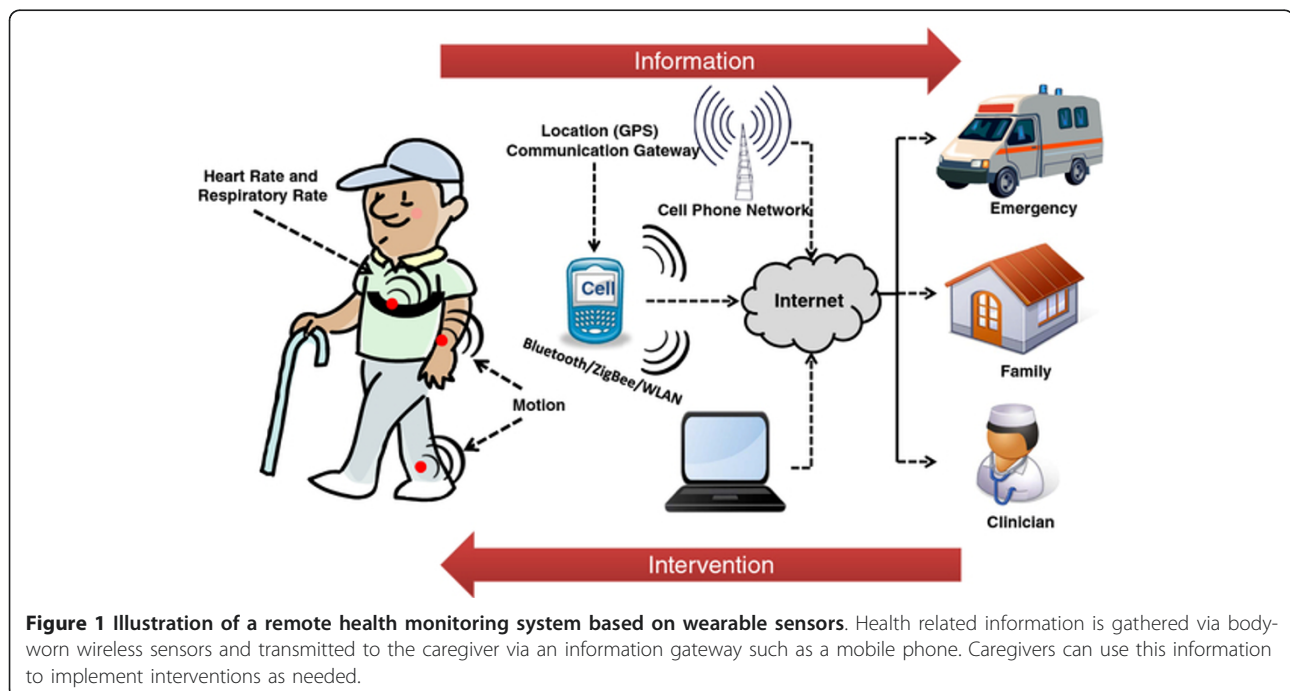 Information
Location (GPS)
Communication Gateway
Heart Rate and
Respiratory Rate
Cell Phone Network
Emergency
Cell
Internet
Bluetooth/ZigBee/WLAN
Family
Motion
Clinician
Intervention
Figure 1 Illustration of a remote health monitoring system based on wearable sensors. Health related information is gathered via body-
worn wireless sensors and transmitted to the caregiver via an information gateway such as a mobile phone. Caregivers can use this information
to implement interventions as needed.